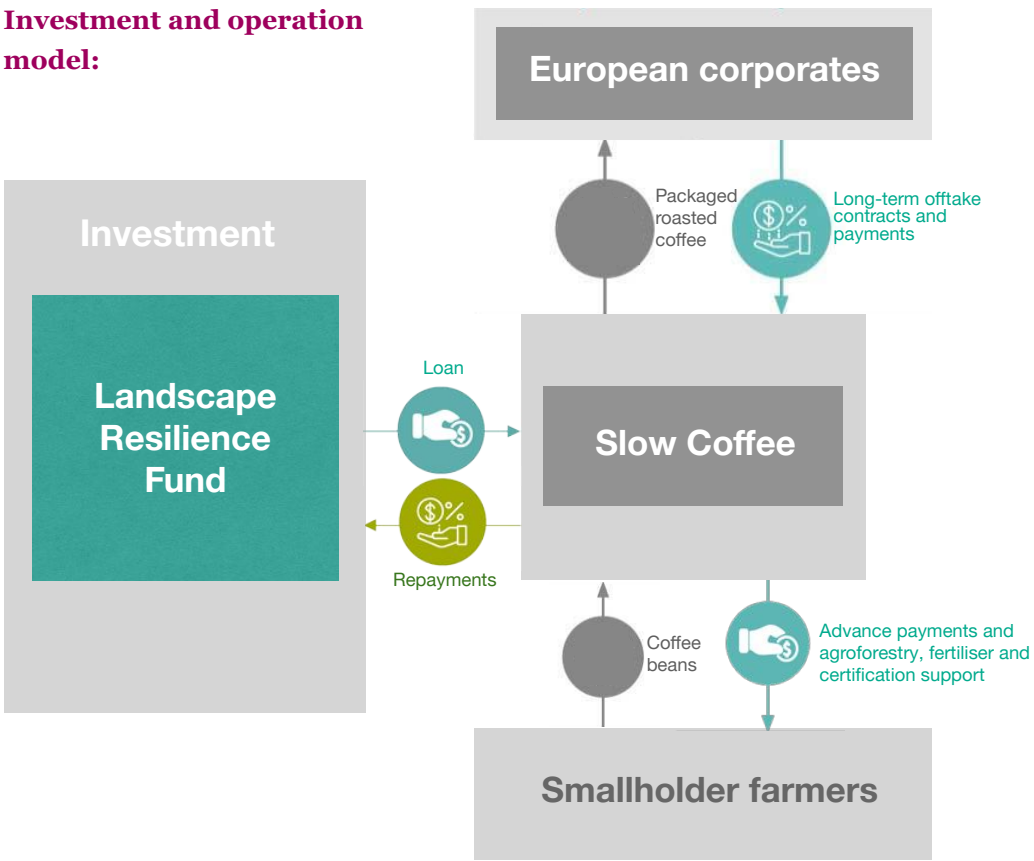 Investment and operation
model:
European corporates
Packaged
roasted
coffee
Long-term offtake
contracts and
payments
Investment
Landscape
Resilience
Fund
Loan
Repayments
Slow Coffee
Coffee
beans
Advance payments and
agroforestry, fertiliser and
certification support
Smallholder farmers